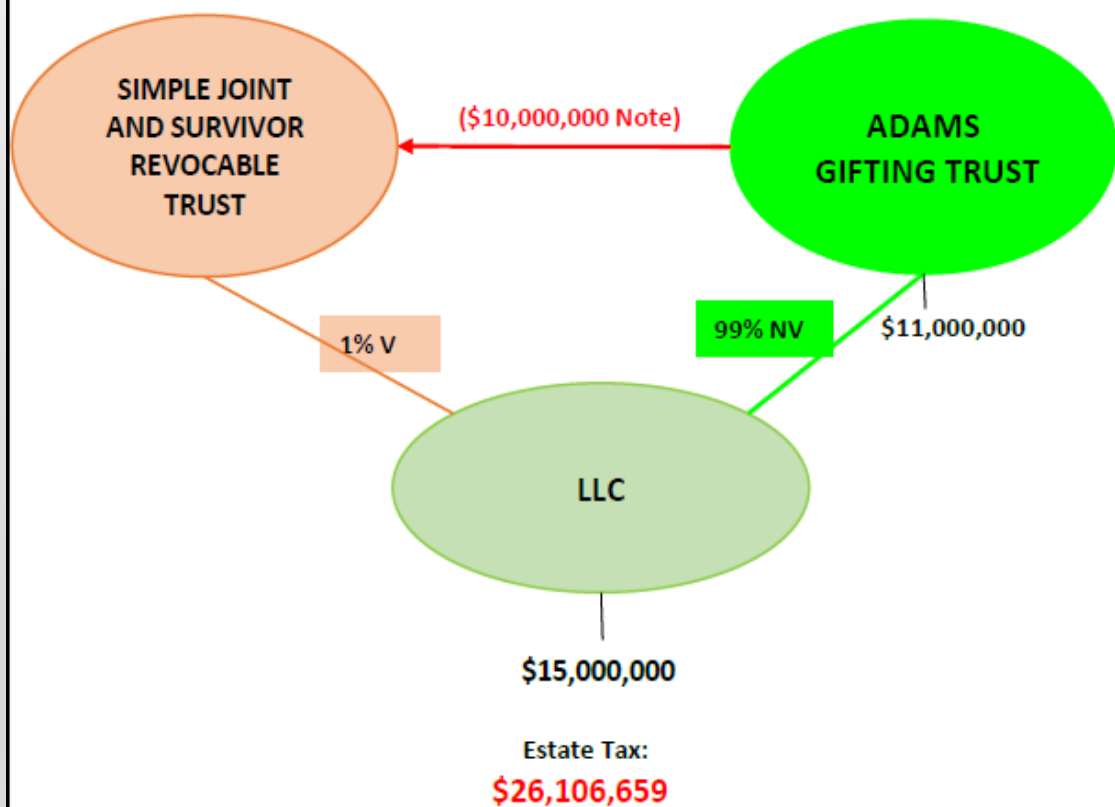 SIMPLE JOINT
AND SURVIVOR
REVOCABLE
TRUST
($10,000,000 Note)
ADAMS
GIFTING TRUST
1% V
99% NV
$11,000,000
LLC
$15,000,000
Estate Tax:
$26,106,659